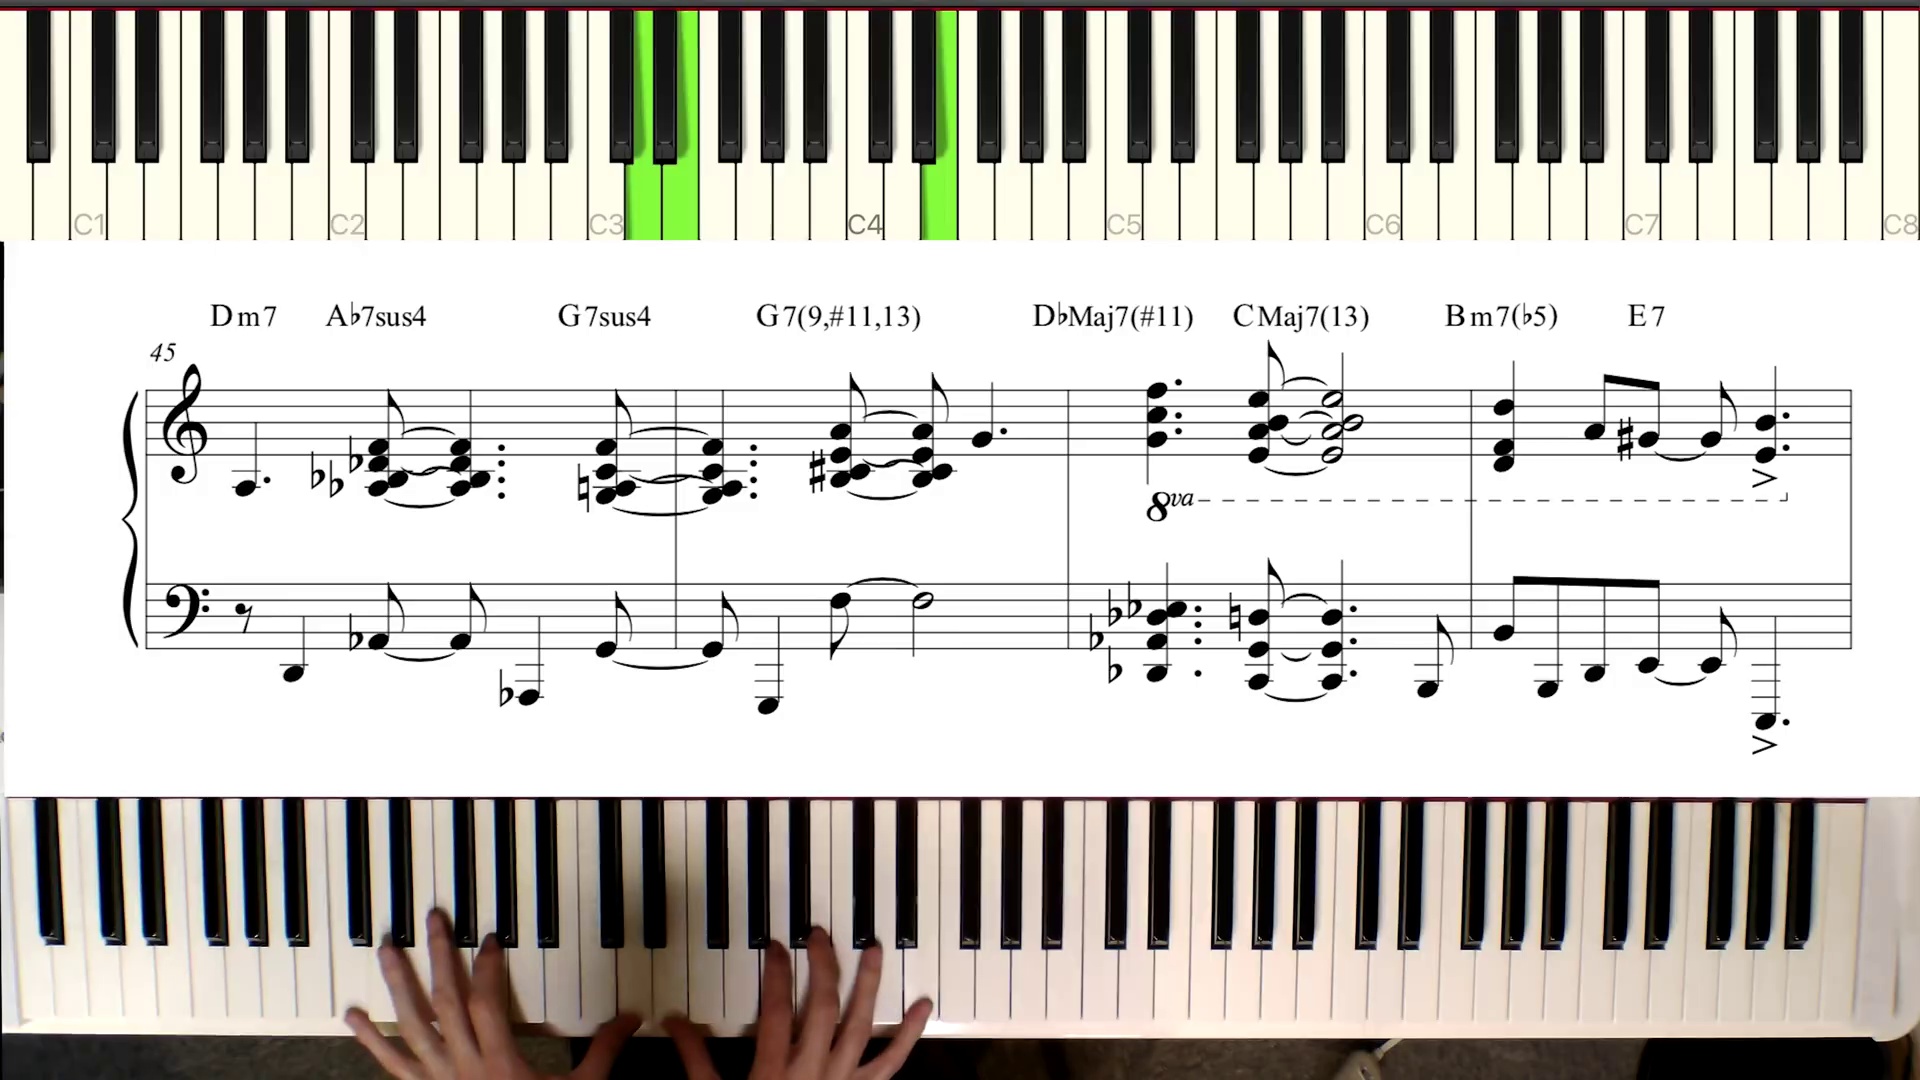 C1 C2 C3 C4 C5 C6 C7 C8
Dm7 A♭7sus4 G7sus4 G7(9,#11,13) D♭Maj7(#11) CMaj7(13) Bm7(♭5) E7
45
8va